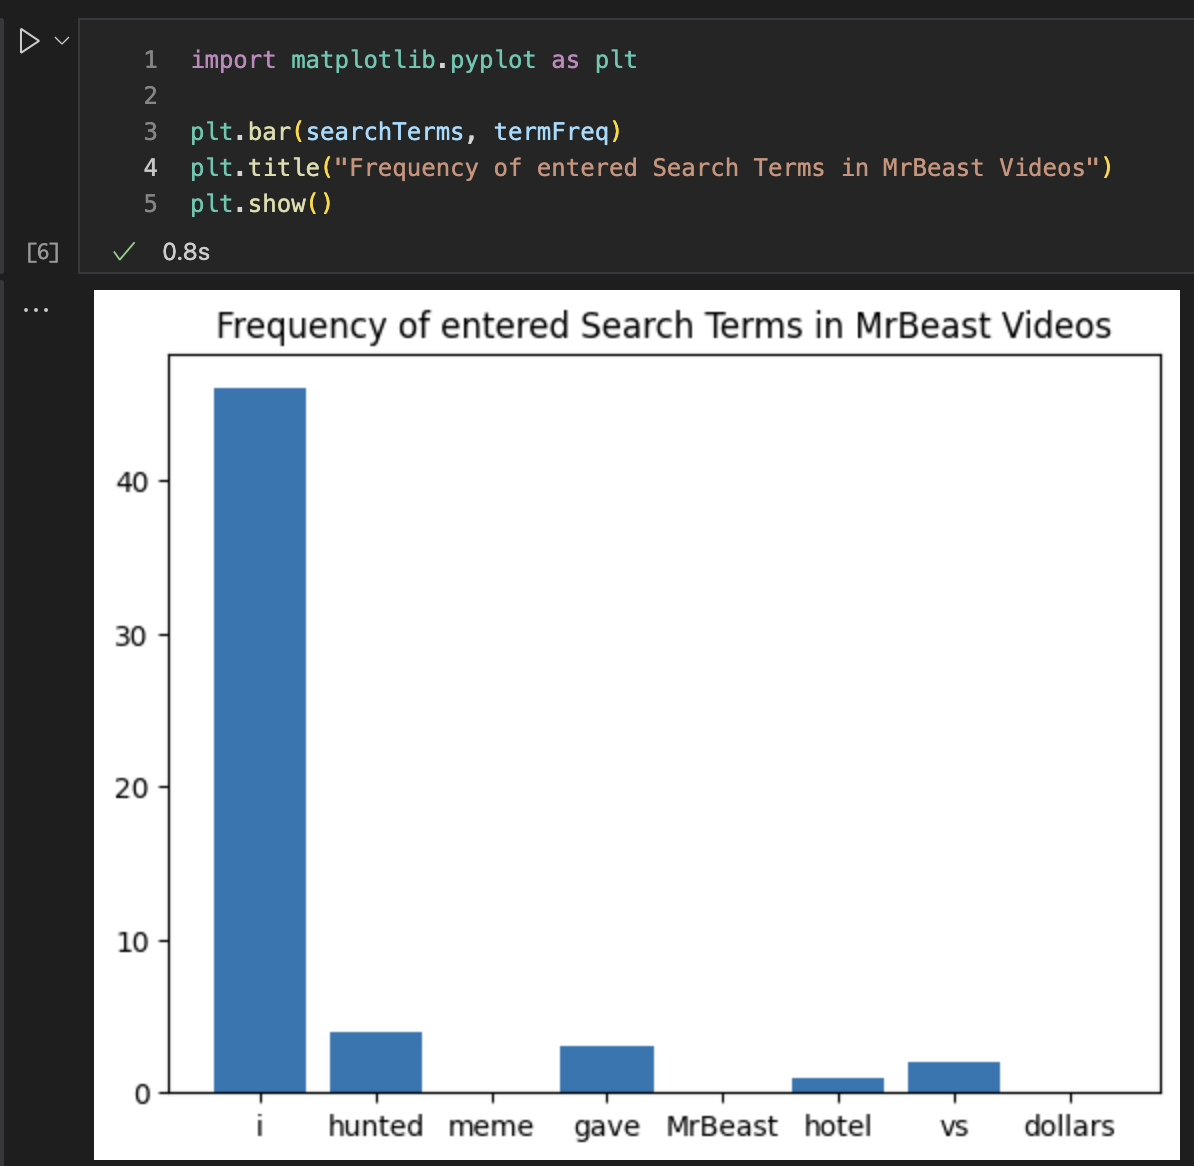 1 import matplotlib.pyplot as plt
2
3 plt.bar(searchTerms, termFreq)
4 plt.title("Frequency of entered Search Terms in MrBeast Videos")
5 plt.show()
[6] ✓ 0.8s
...
Frequency of entered Search Terms in MrBeast Videos
40
30
20
10
0
i hunted meme gave MrBeast hotel vs dollars